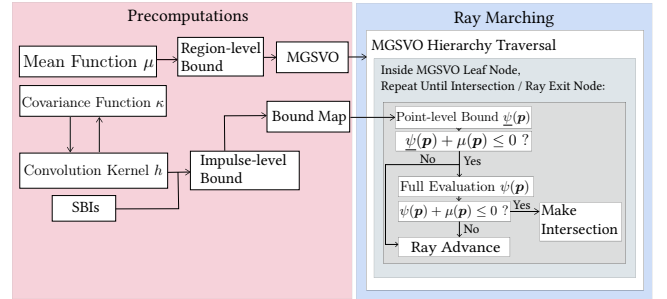 Precomputations
Mean Function μ
Region-level
Bound
MGSVO
Covariance Function κ
Bound Map
Convolution Kernel h
Impulse-level
Bound
SBIs
Ray Marching
MGSVO Hierarchy Traversal
Inside MGSVO Leaf Node,
Repeat Until Intersection / Ray Exit Node:
Point-level Bound ψ̲(p)
ψ̲(p) + μ(p) ≤ 0 ?
No
Yes
Full Evaluation ψ(p)
ψ(p) + μ(p) ≤ 0 ?
Yes
Make
Intersection
No
Ray Advance